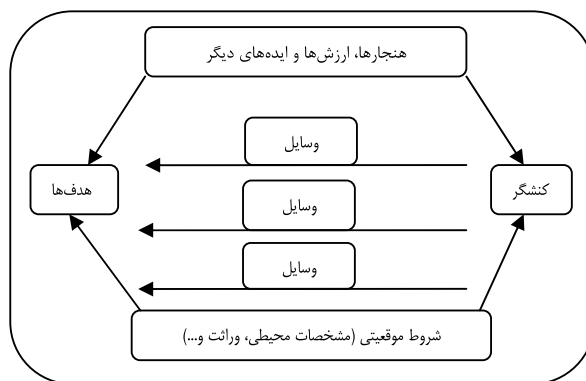 هنجارها، ارزش‌ها و ایده‌های دیگر
وسایل
کنشگر
هدف‌ها
وسایل
وسایل
شروط موقعیتی (مشخصات محیطی، وراثت و...)